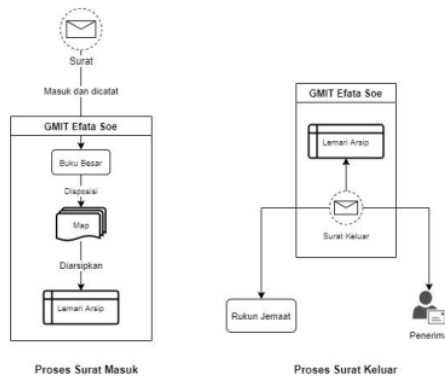 Surat
Masuk dan dicatat
GMIT Efata Soe
Buku Besar
Disposisi
Map
Diarsipkan
Lemari Arsip
Proses Surat Masuk
GMIT Efata Soe
Lemari Arsip
Surat Keluar
Rukun Jemaat
Penerima
Proses Surat Keluar